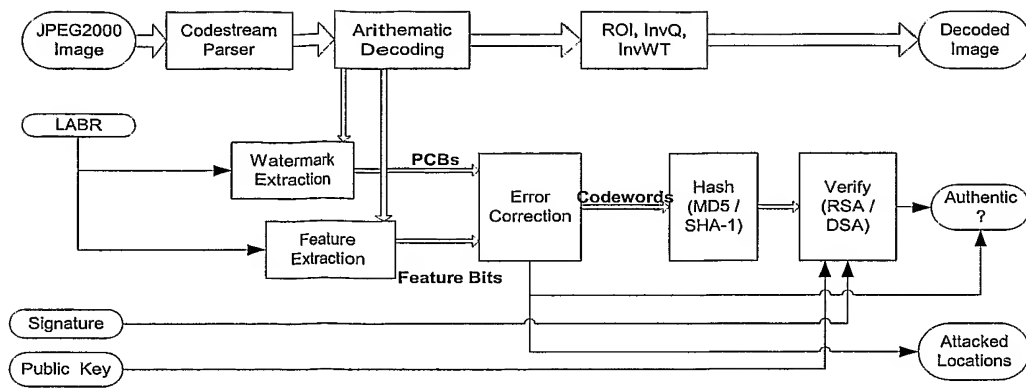 JPEG2000
Image
Codestream
Parser
Arithematic
Decoding
ROI, InvQ,
InvWT
Decoded
Image
LABR
Watermark
Extraction
PCBs
Error
Correction
Codewords
Hash
(MD5 /
SHA-1)
Verify
(RSA /
DSA)
Authentic
?
Feature
Extraction
Feature Bits
Signature
Public Key
Attacked
Locations